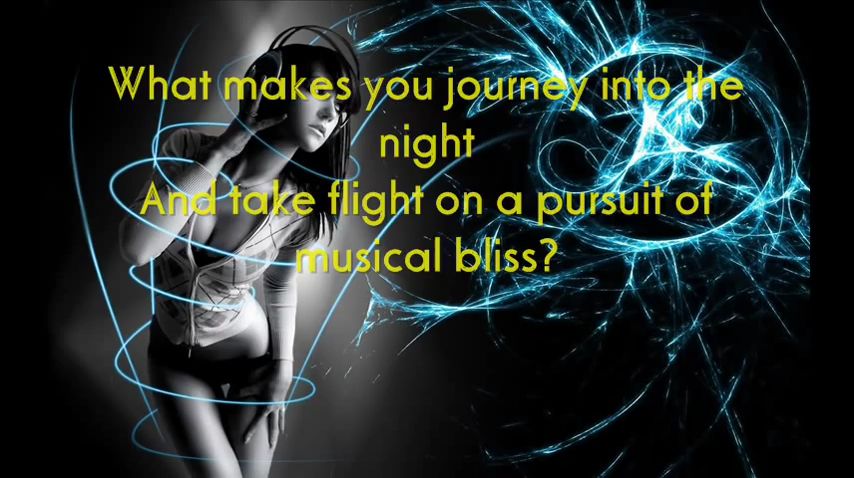 What makes you journey into the
night
And take flight on a pursuit of
musical bliss?